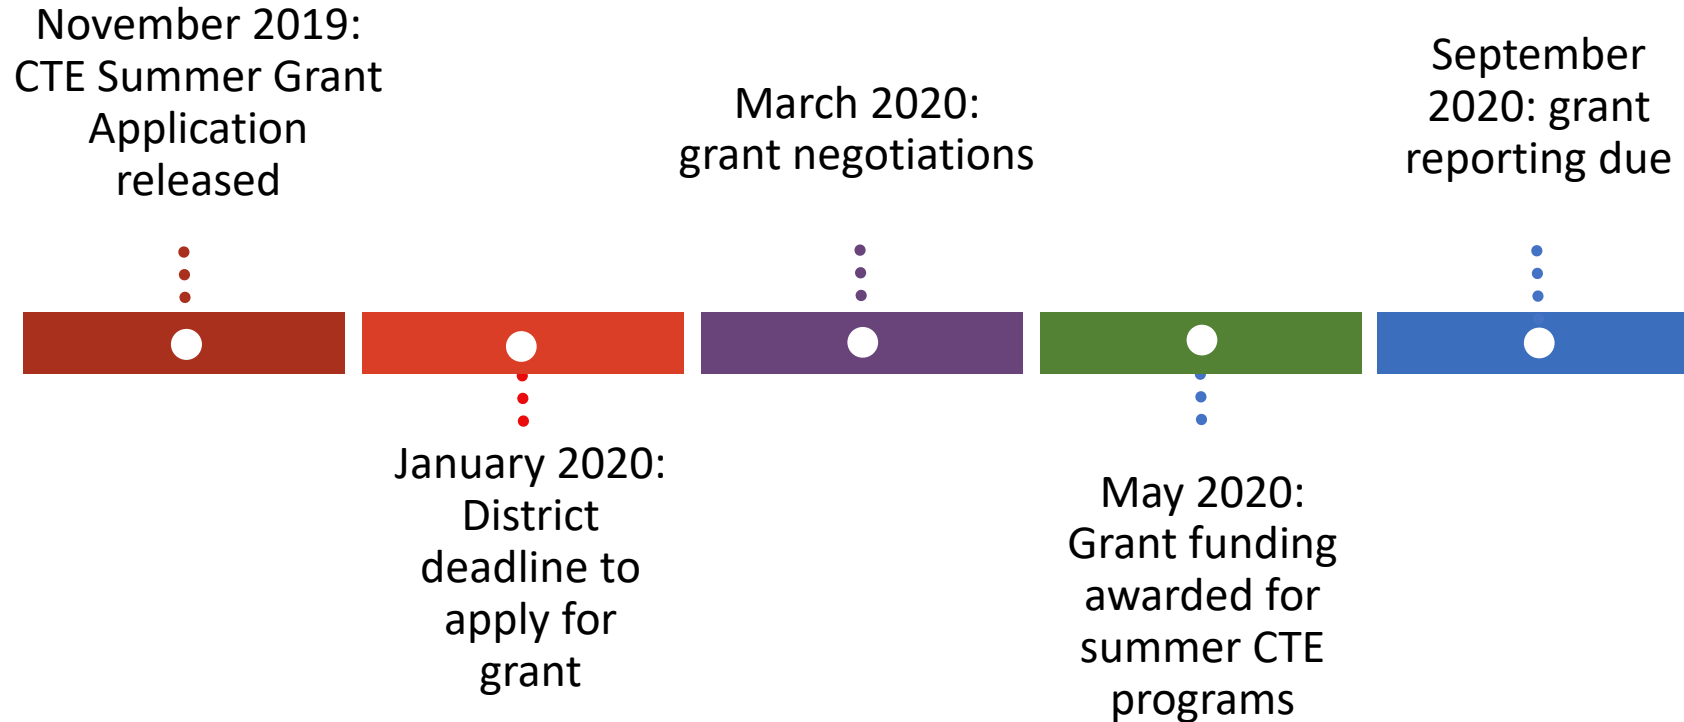 November 2019:
CTE Summer Grant
Application
released
January 2020:
District
deadline to
apply for
grant
March 2020:
grant negotiations
May 2020:
Grant funding
awarded for
summer CTE
programs
September
2020: grant
reporting due